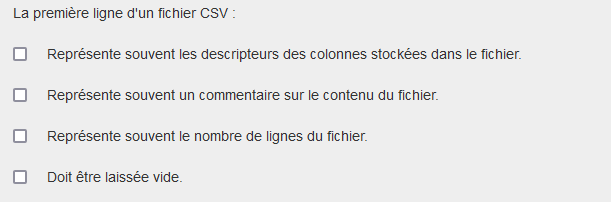 La première ligne d'un fichier CSV :
Représente souvent les descripteurs des colonnes stockées dans le fichier.
Représente souvent un commentaire sur le contenu du fichier.
Représente souvent le nombre de lignes du fichier.
Doit être laissée vide.